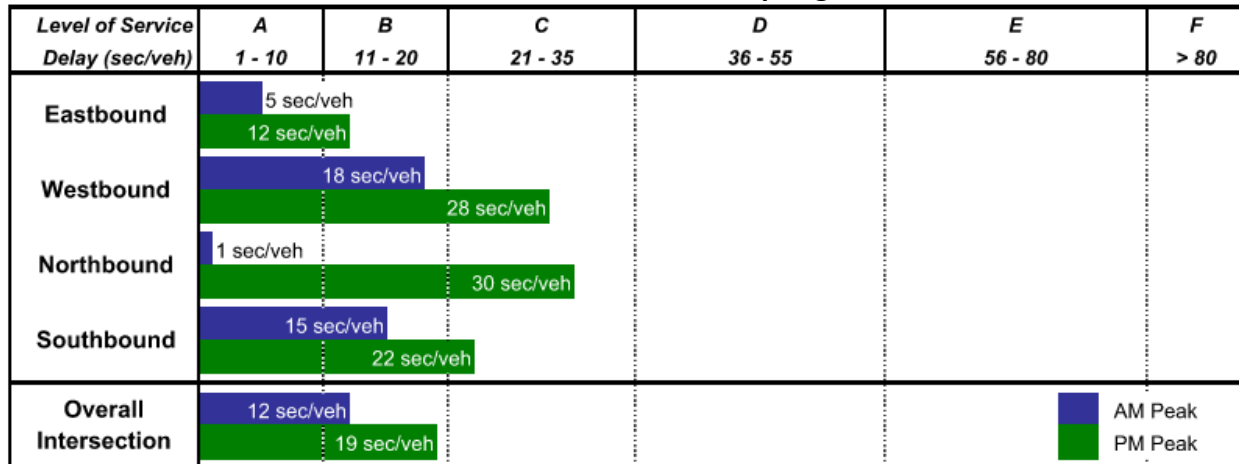 Level of Service A B C D E F
Delay (sec/veh) 1 - 10 11 - 20 21 - 35 36 - 55 56 - 80 > 80
Eastbound
5 sec/veh
12 sec/veh
Westbound
18 sec/veh
28 sec/veh
Northbound
1 sec/veh
30 sec/veh
Southbound
15 sec/veh
22 sec/veh
Overall
Intersection
12 sec/veh
19 sec/veh
AM Peak
PM Peak